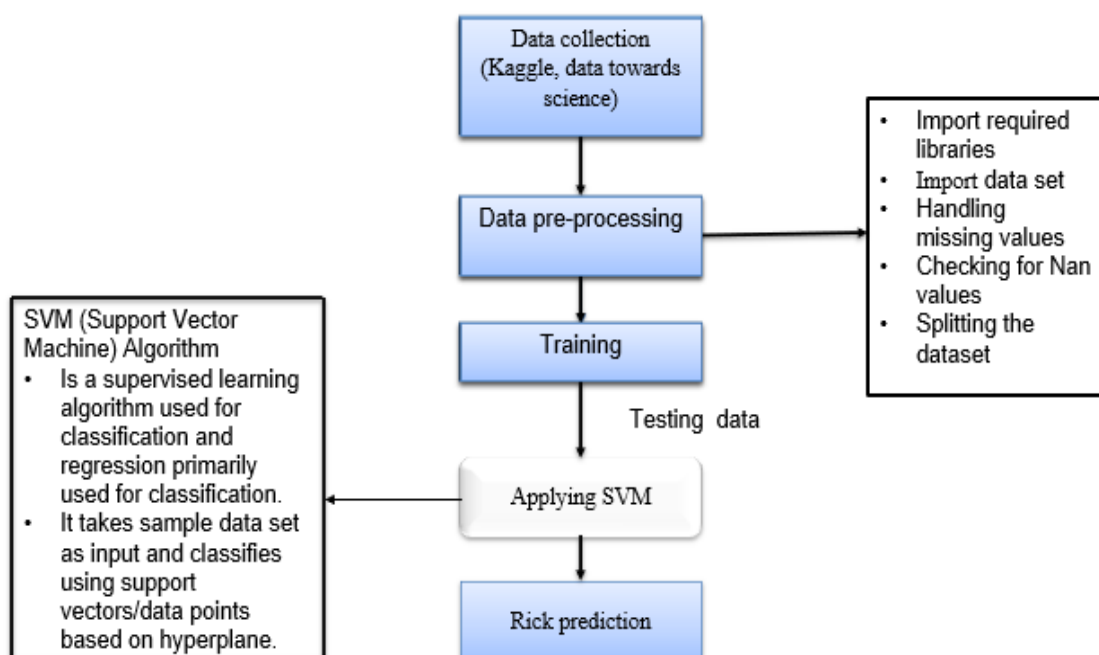 Data collection
(Kaggle, data towards
science)
• Import required
libraries
• Import data set
• Handling
missing values
• Checking for Nan
values
• Splitting the
dataset
Data pre-processing
Training
Testing data
SVM (Support Vector
Machine) Algorithm
• Is a supervised learning
algorithm used for
classification and
regression primarily
used for classification.
• It takes sample data set
as input and classifies
using support
vectors/data points
based on hyperplane.
Applying SVM
Rick prediction